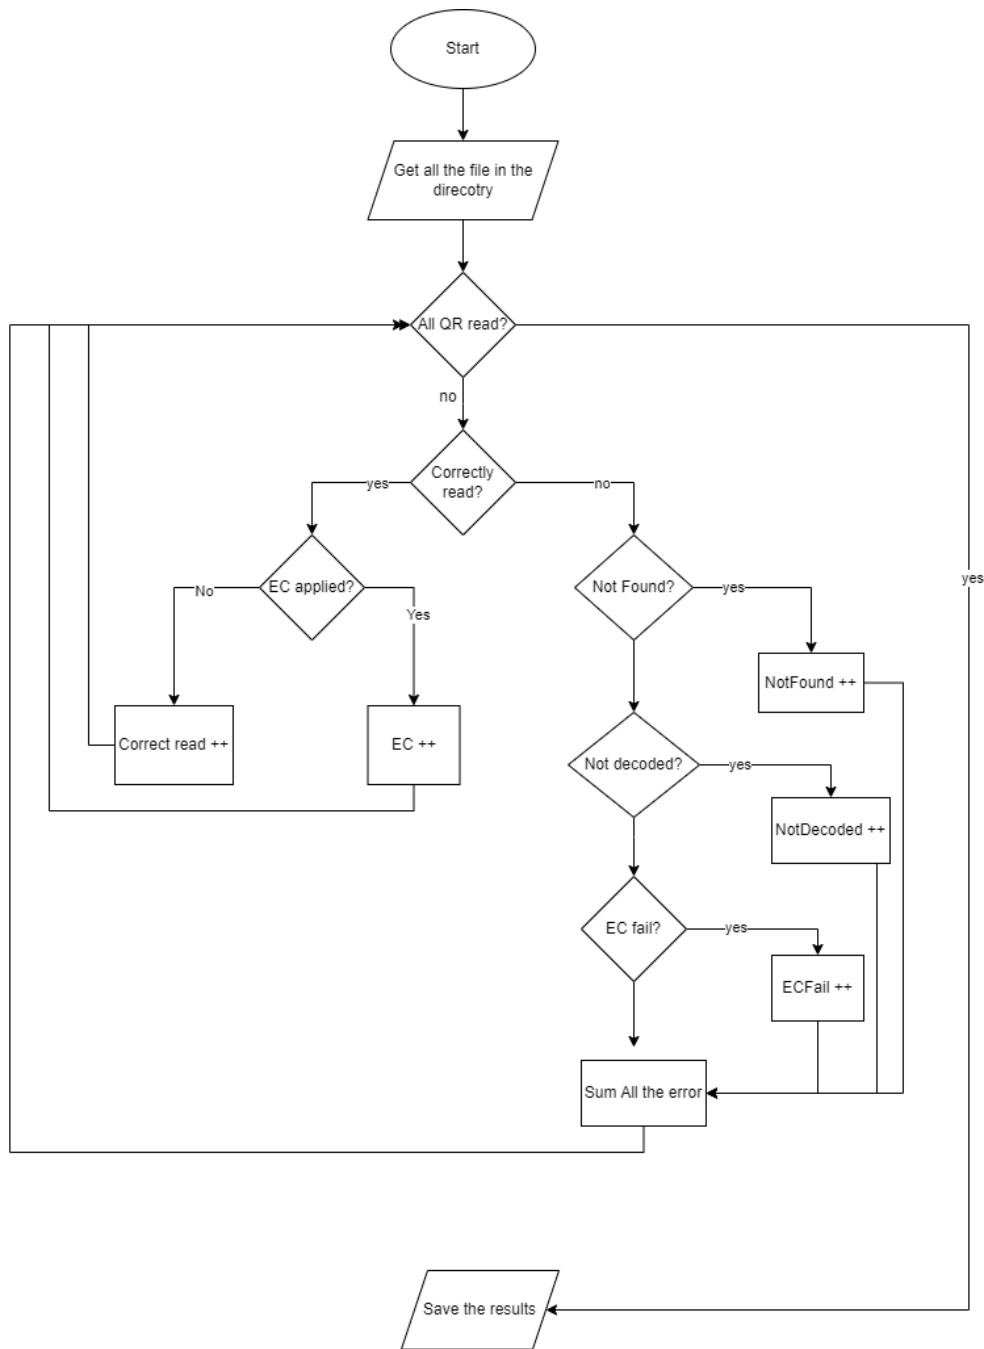 Start
Get all the file in the
direcotry
All QR read?
no
Correctly
read?
yes
no
EC applied?
Not Found?
No
Yes
yes
yes
NotFound ++
Correct read ++
EC ++
Not decoded?
yes
NotDecoded ++
EC fail?
yes
ECFail ++
Sum All the error
Save the results